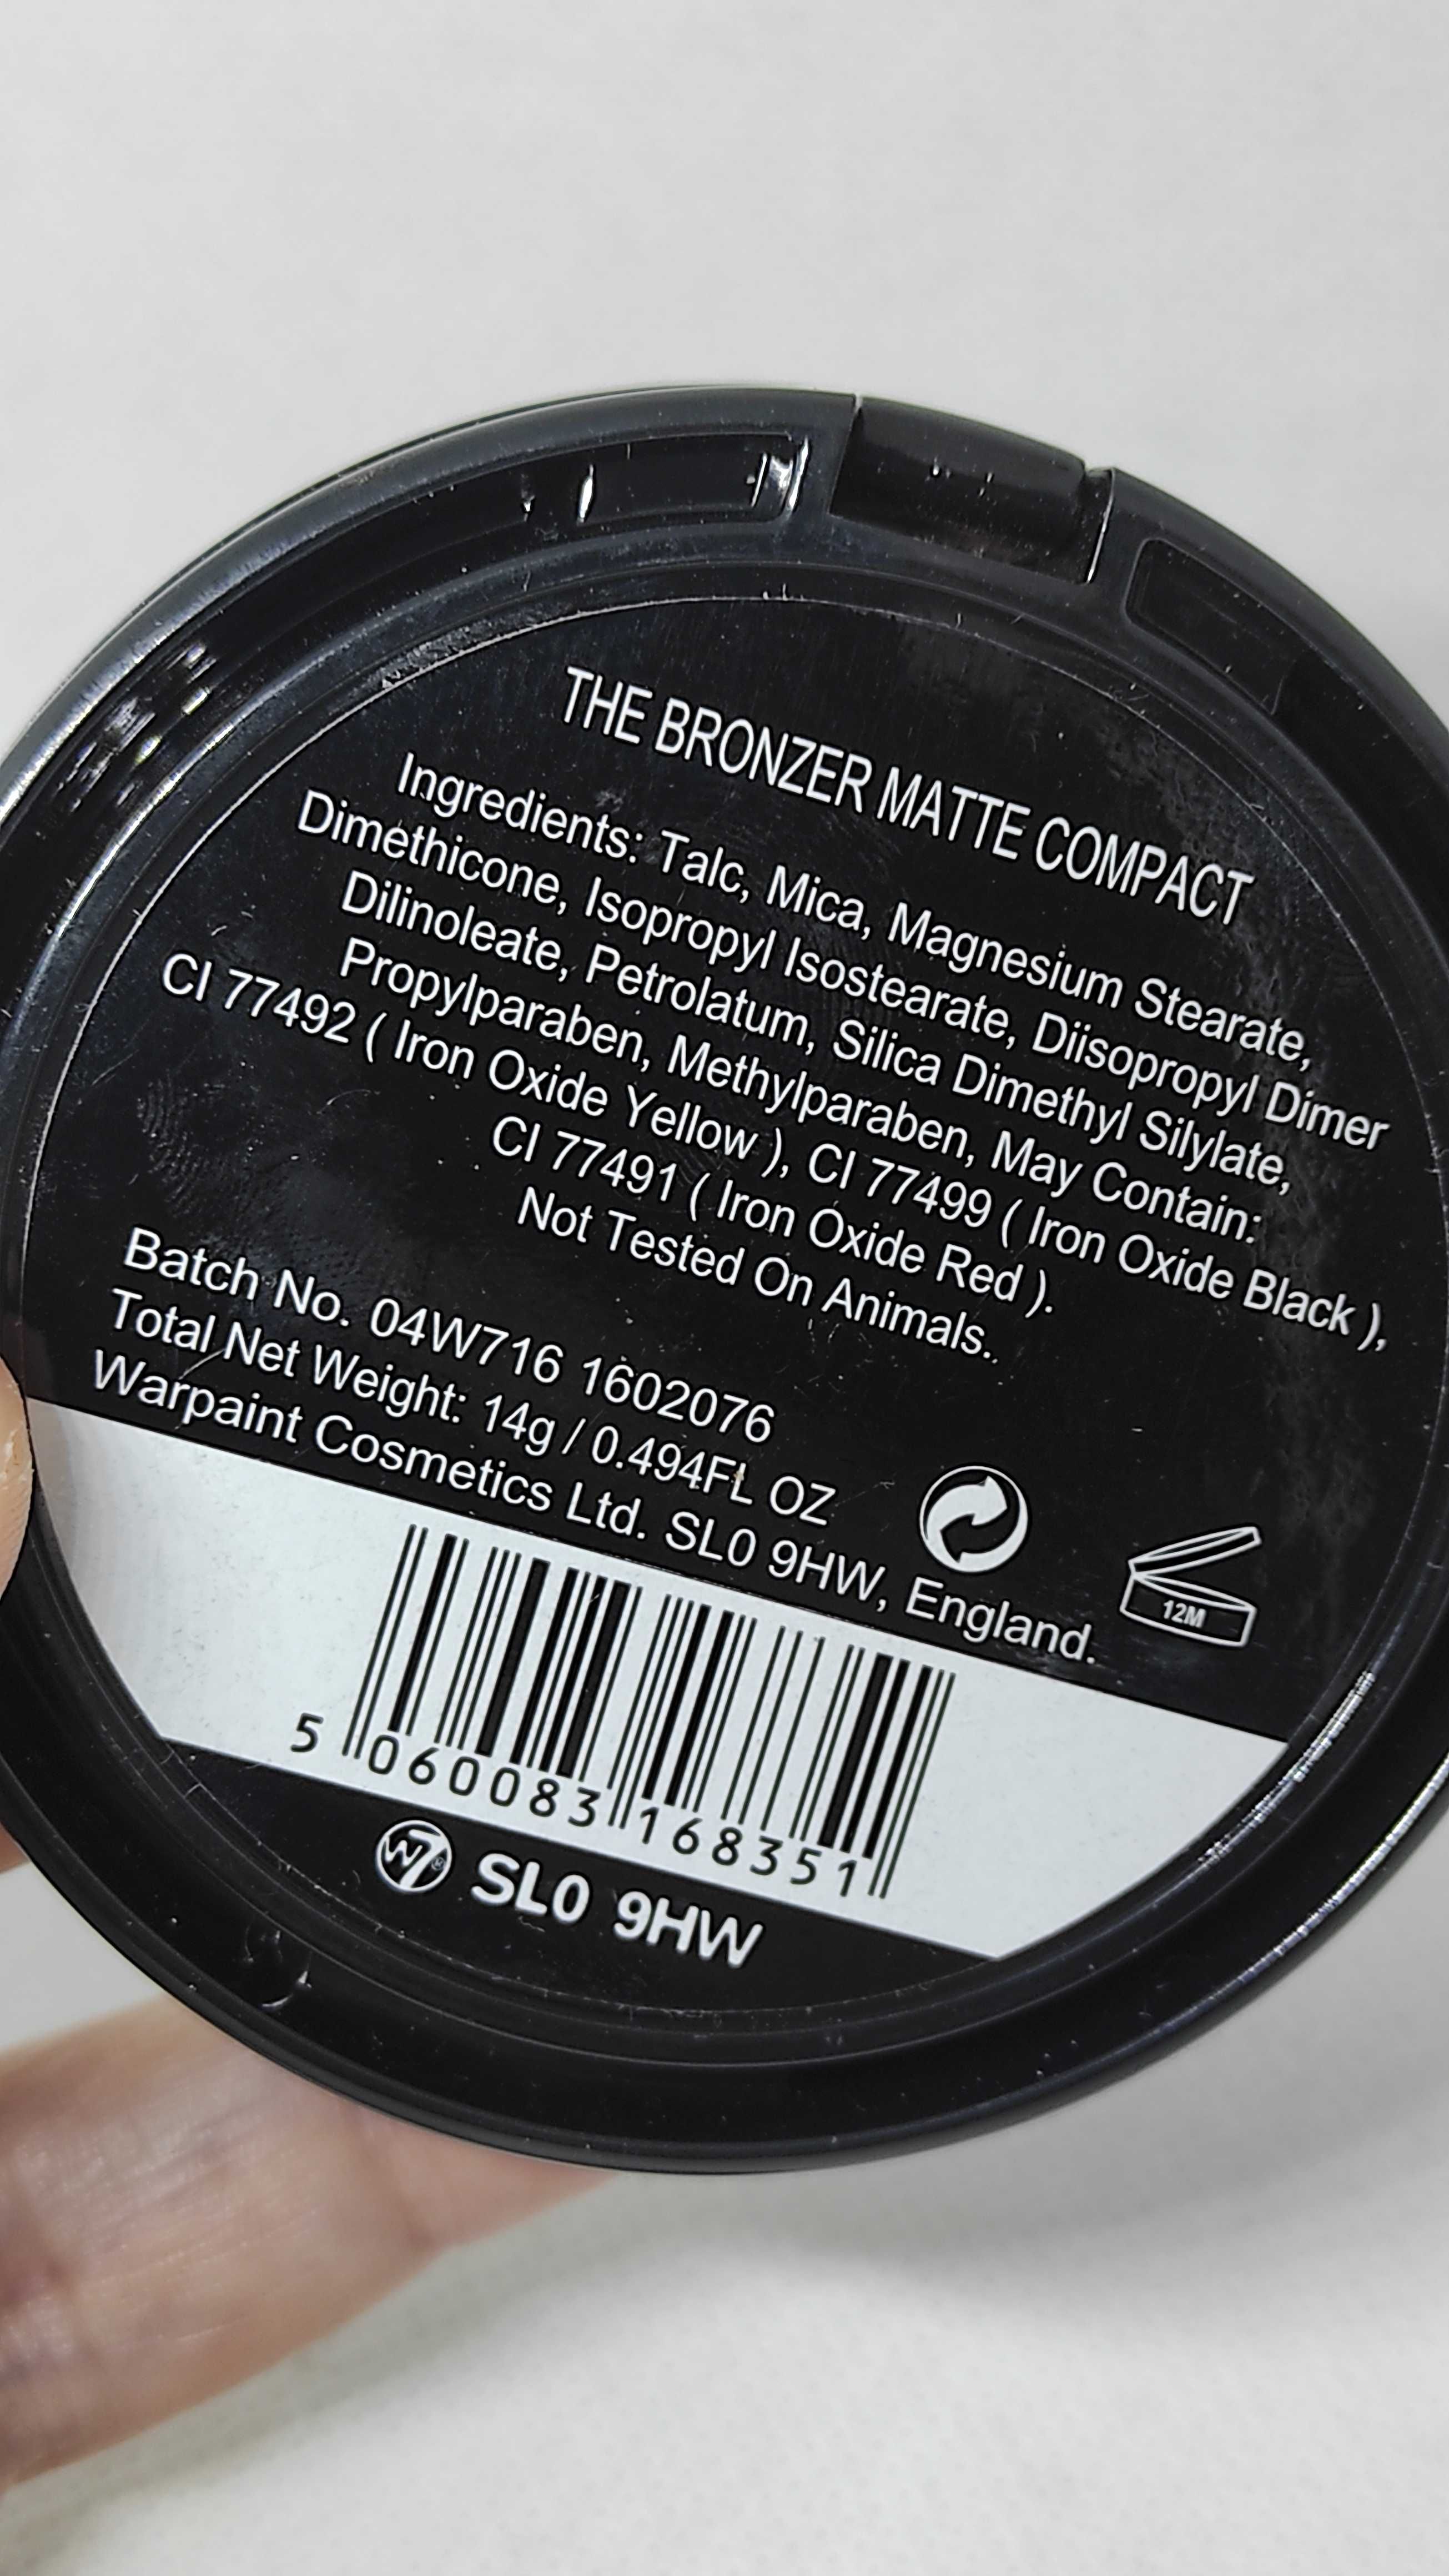 THE BRONZER MATTE COMPACT
Ingredients: Talc, Mica, Magnesium Stearate,
Dimethicone, Isopropyl Isostearate, Diisopropyl Dimer
Dilinoleate, Petrolatum, Silica Dimethyl Silylate,
Propylparaben, Methylparaben, May Contain:
CI 77492 ( Iron Oxide Yellow ), CI 77499 ( Iron Oxide Black ),
CI 77491 ( Iron Oxide Red ).
Not Tested On Animals..
Batch No. 04W716 1602076
Total Net Weight: 14g / 0.494FL OZ
Warpaint Cosmetics Ltd. SL0 9HW, England.
12M
5 060083 168351
W7® SL0 9HW